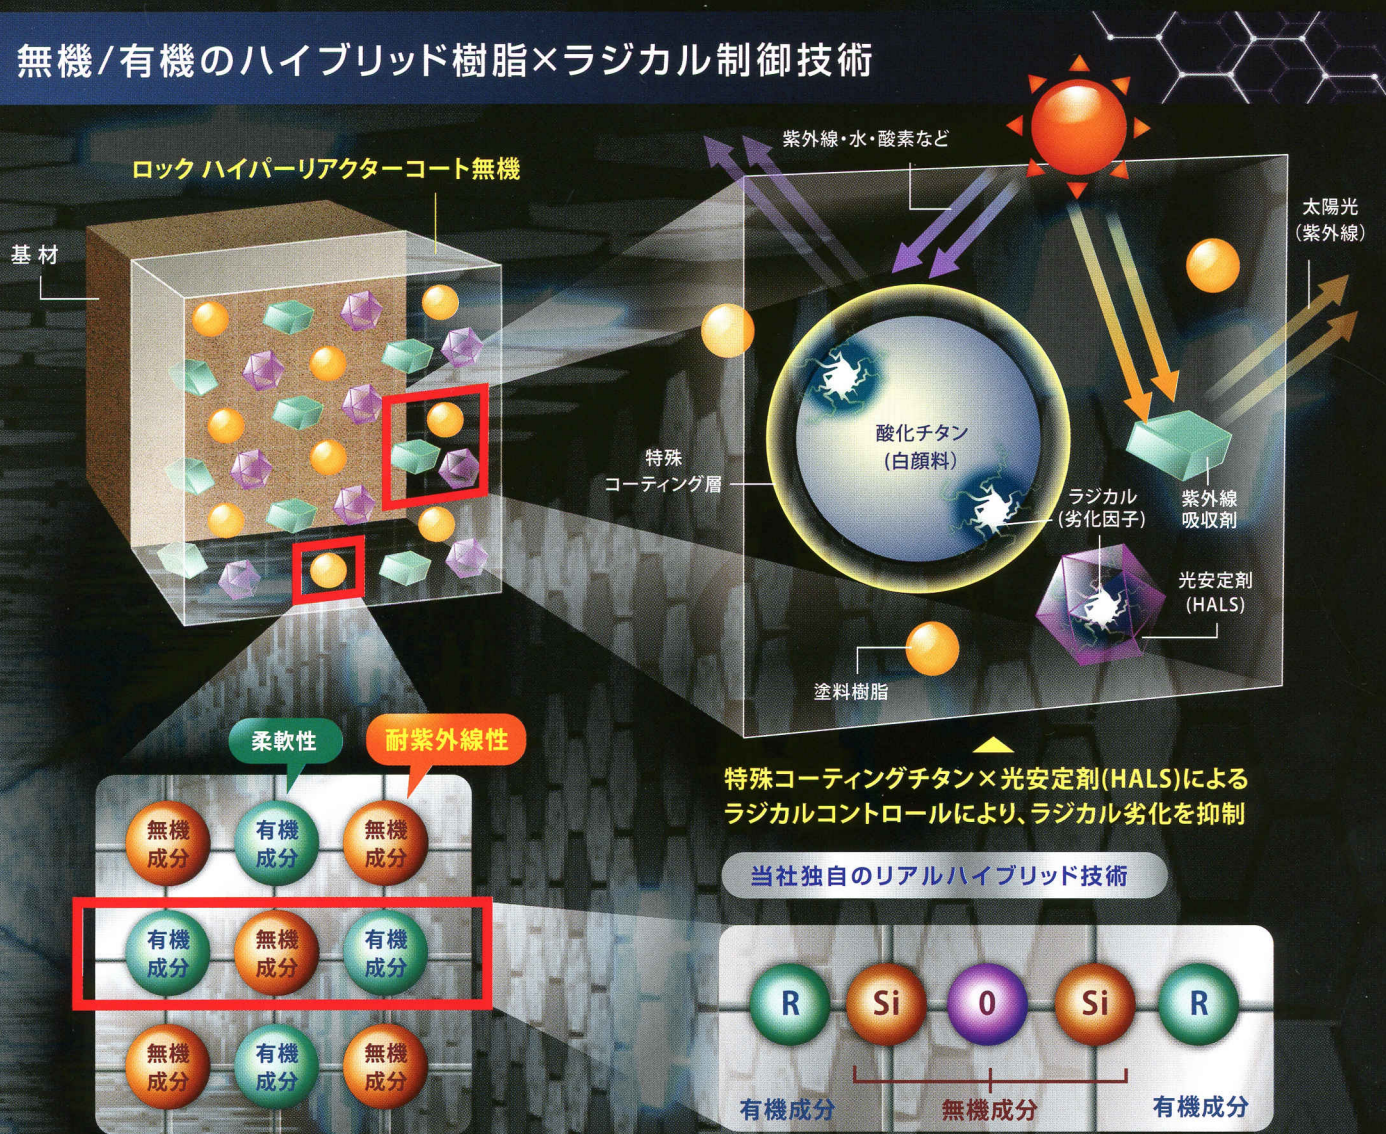 無機/有機のハイブリッド樹脂×ラジカル制御技術
ロック ハイパーリアクターコート無機
基材
紫外線・水・酸素など
太陽光
(紫外線)
酸化チタン
(白顔料)
特殊
コーティング層
ラジカル
(劣化因子)
紫外線
吸収剤
光安定剤
(HALS)
塗料樹脂
特殊コーティングチタン×光安定剤(HALS)による
ラジカルコントロールにより、ラジカル劣化を抑制
柔軟性
耐紫外線性
無機
成分
有機
成分
無機
成分
有機
成分
無機
成分
有機
成分
無機
成分
有機
成分
無機
成分
当社独自のリアルハイブリッド技術
R Si O Si R
有機成分 無機成分 有機成分